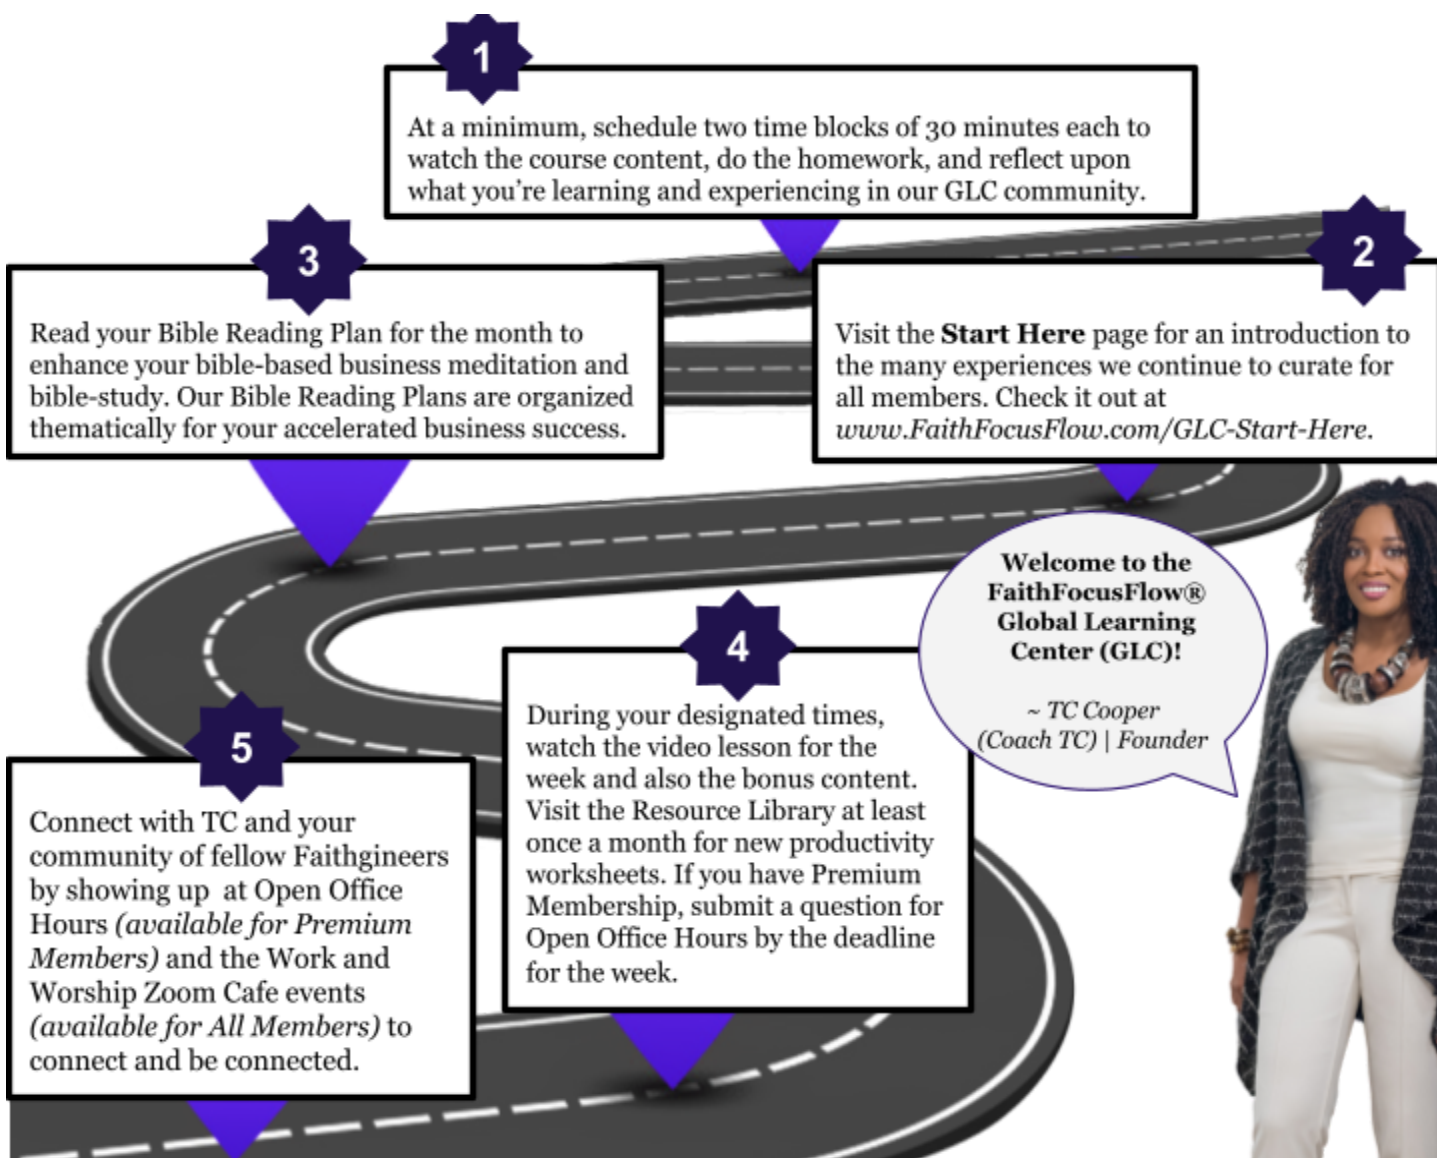 1
At a minimum, schedule two time blocks of 30 minutes each to
watch the course content, do the homework, and reflect upon
what you’re learning and experiencing in our GLC community.
2
Visit the Start Here page for an introduction to
the many experiences we continue to curate for
all members. Check it out at
www.FaithFocusFlow.com/GLC-Start-Here.
3
Read your Bible Reading Plan for the month to
enhance your bible-based business meditation and
bible-study. Our Bible Reading Plans are organized
thematically for your accelerated business success.
4
During your designated times,
watch the video lesson for the
week and also the bonus content.
Visit the Resource Library at least
once a month for new productivity
worksheets. If you have Premium
Membership, submit a question for
Open Office Hours by the deadline
for the week.
5
Connect with TC and your
community of fellow Faithgineers
by showing up  at Open Office
Hours (available for Premium
Members) and the Work and
Worship Zoom Cafe events
(available for All Members) to
connect and be connected.
Welcome to the
FaithFocusFlow®
Global Learning
Center (GLC)!
~ TC Cooper
(Coach TC) | Founder